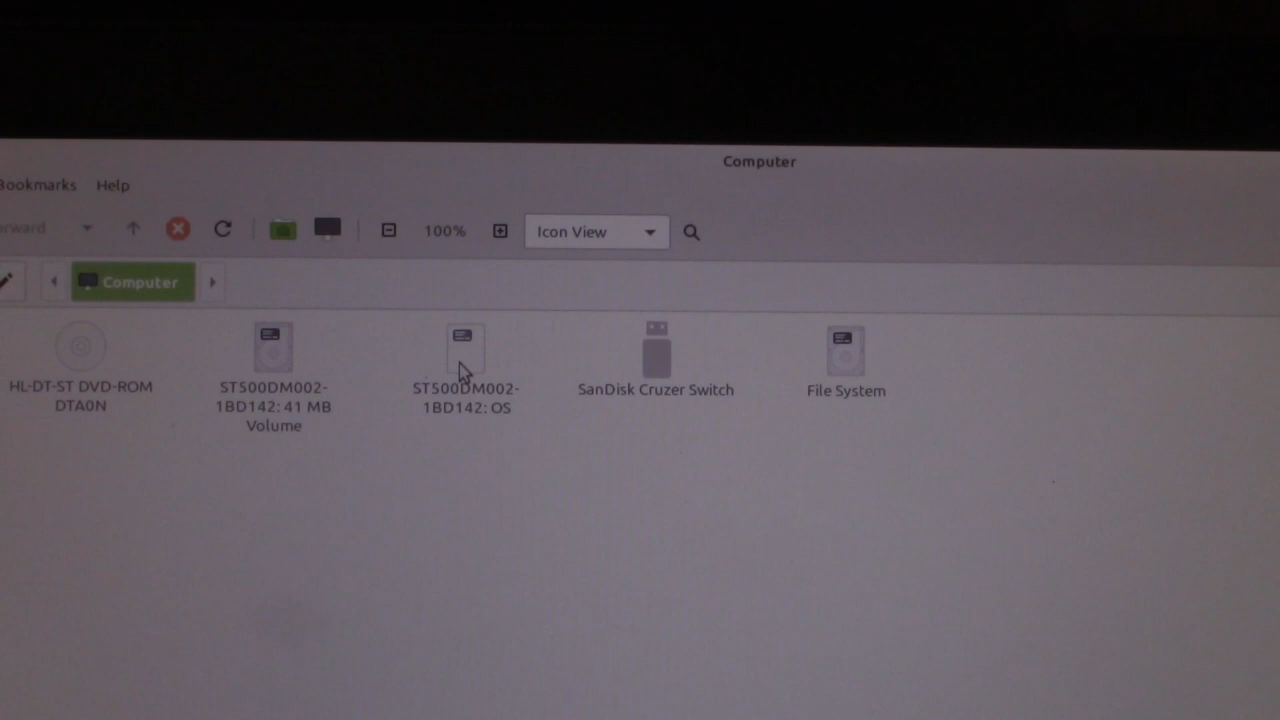 Computer
Bookmarks Help
rward 100% Icon View
Computer
HL-DT-ST DVD-ROM
DTA0N
ST500DM002-
1BD142: 41 MB
Volume
ST500DM002-
1BD142: OS
SanDisk Cruzer Switch
File System